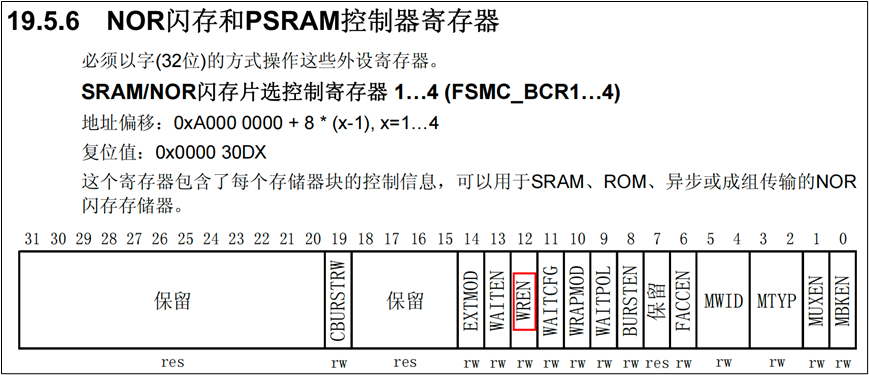 19.5.6 NOR闪存和PSRAM控制器寄存器
必须以字(32位)的方式操作这些外设寄存器。
SRAM/NOR闪存片选控制寄存器 1…4 (FSMC_BCR1…4)
地址偏移：0xA000 0000 + 8 * (x-1), x=1…4
复位值：0x0000 30DX
这个寄存器包含了每个存储器块的控制信息，可以用于SRAM、ROM、异步或成组传输的NOR
闪存存储器。
31 30 29 28 27 26 25 24 23 22 21 20 19 18 17 16 15 14 13 12 11 10 9 8 7 6 5 4 3 2 1 0
保留 CBURSTRW 保留 EXTMOD WAITEN WREN WAITCFG WRAPMOD WAITPOL BURSTEN 保留 FACCEN MWID MTYP MUXEN MBKEN
res rw res rw rw rw rw rw rw rw res rw rw rw rw rw